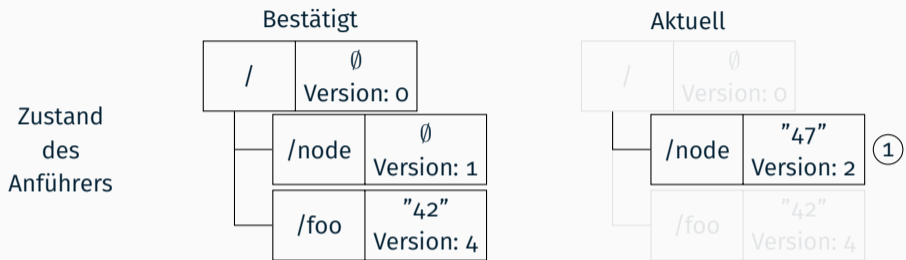 Bestätigt
Aktuell
/
∅
Version: 0
/
∅
Version: 0
Zustand
des
Anführers
/node
∅
Version: 1
/node
"47"
Version: 2
1
/foo
"42"
Version: 4
/foo
"42"
Version: 4